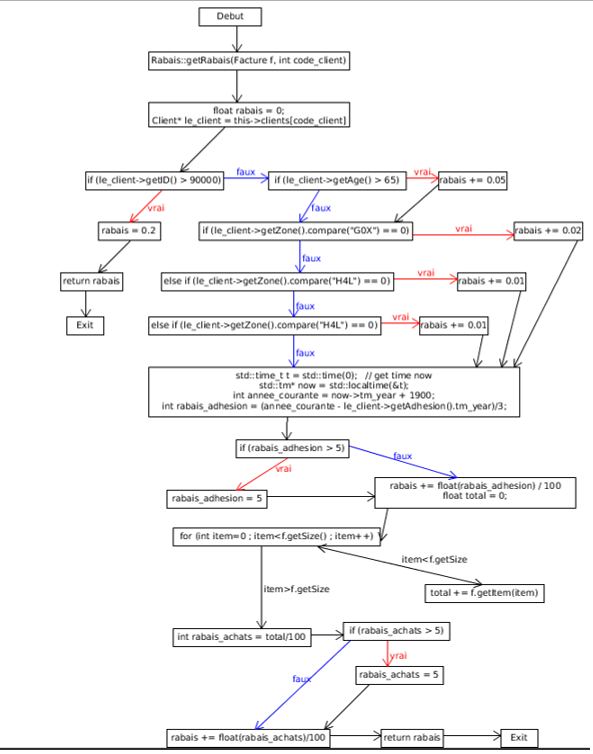 Debut
Rabais::getRabais(Facture f, int code_client)
float rabais = 0;
Client* le_client = this->clients[code_client]
if (le_client->getID() > 90000)
faux
if (le_client->getAge() > 65)
vrai
rabais += 0.05
vrai
faux
rabais = 0.2
if (le_client->getZone().compare("G0X") == 0)
vrai
rabais += 0.02
faux
return rabais
else if (le_client->getZone().compare("H4L") == 0)
vrai
rabais += 0.01
faux
Exit
else if (le_client->getZone().compare("H4L") == 0)
vrai
rabais += 0.01
faux
std::time_t t = std::time(0);   // get time now
std::tm* now = std::localtime(&t);
int annee_courante = now->tm_year + 1900;
int rabais_adhesion = (annee_courante - le_client->getAdhesion().tm_year)/3;
if (rabais_adhesion > 5)
faux
vrai
rabais_adhesion = 5
rabais += float(rabais_adhesion) / 100
float total = 0;
for (int item=0 ; item<f.getSize() ; item++)
item<f.getSize
item>f.getSize
total += f.getItem(item)
int rabais_achats = total/100
if (rabais_achats > 5)
vrai
faux
rabais_achats = 5
rabais += float(rabais_achats)/100
return rabais
Exit